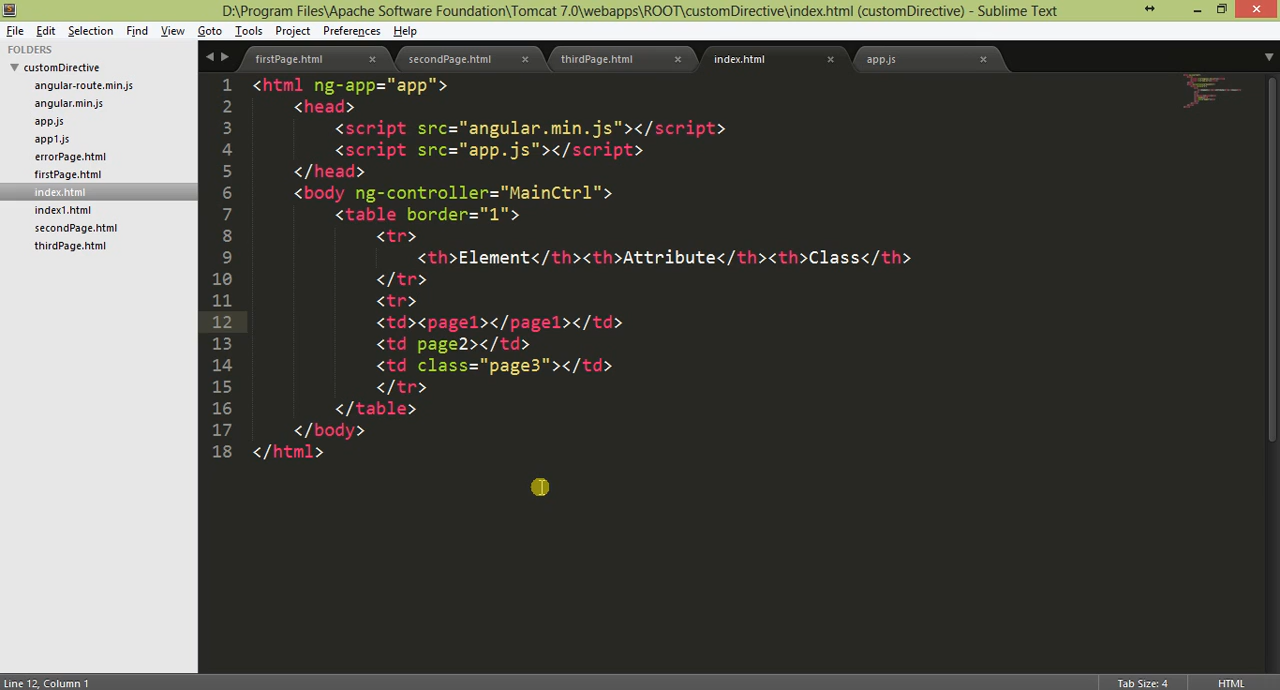 D:\Program Files\Apache Software Foundation\Tomcat 7.0\webapps\ROOT\customDirective\index.html (customDirective) - Sublime Text
File Edit Selection Find View Goto Tools Project Preferences Help
FOLDERS
customDirective
angular-route.min.js
angular.min.js
app.js
app1.js
errorPage.html
firstPage.html
index.html
index1.html
secondPage.html
thirdPage.html
firstPage.html × secondPage.html × thirdPage.html × index.html × app.js ×
1 <html ng-app="app">
2 <head>
3 <script src="angular.min.js"></script>
4 <script src="app.js"></script>
5 </head>
6 <body ng-controller="MainCtrl">
7 <table border="1">
8 <tr>
9 <th>Element</th><th>Attribute</th><th>Class</th>
10 </tr>
11 <tr>
12 <td><page1></page1></td>
13 <td page2></td>
14 <td class="page3"></td>
15 </tr>
16 </table>
17 </body>
18 </html>
Line 12, Column 1 Tab Size: 4 HTML